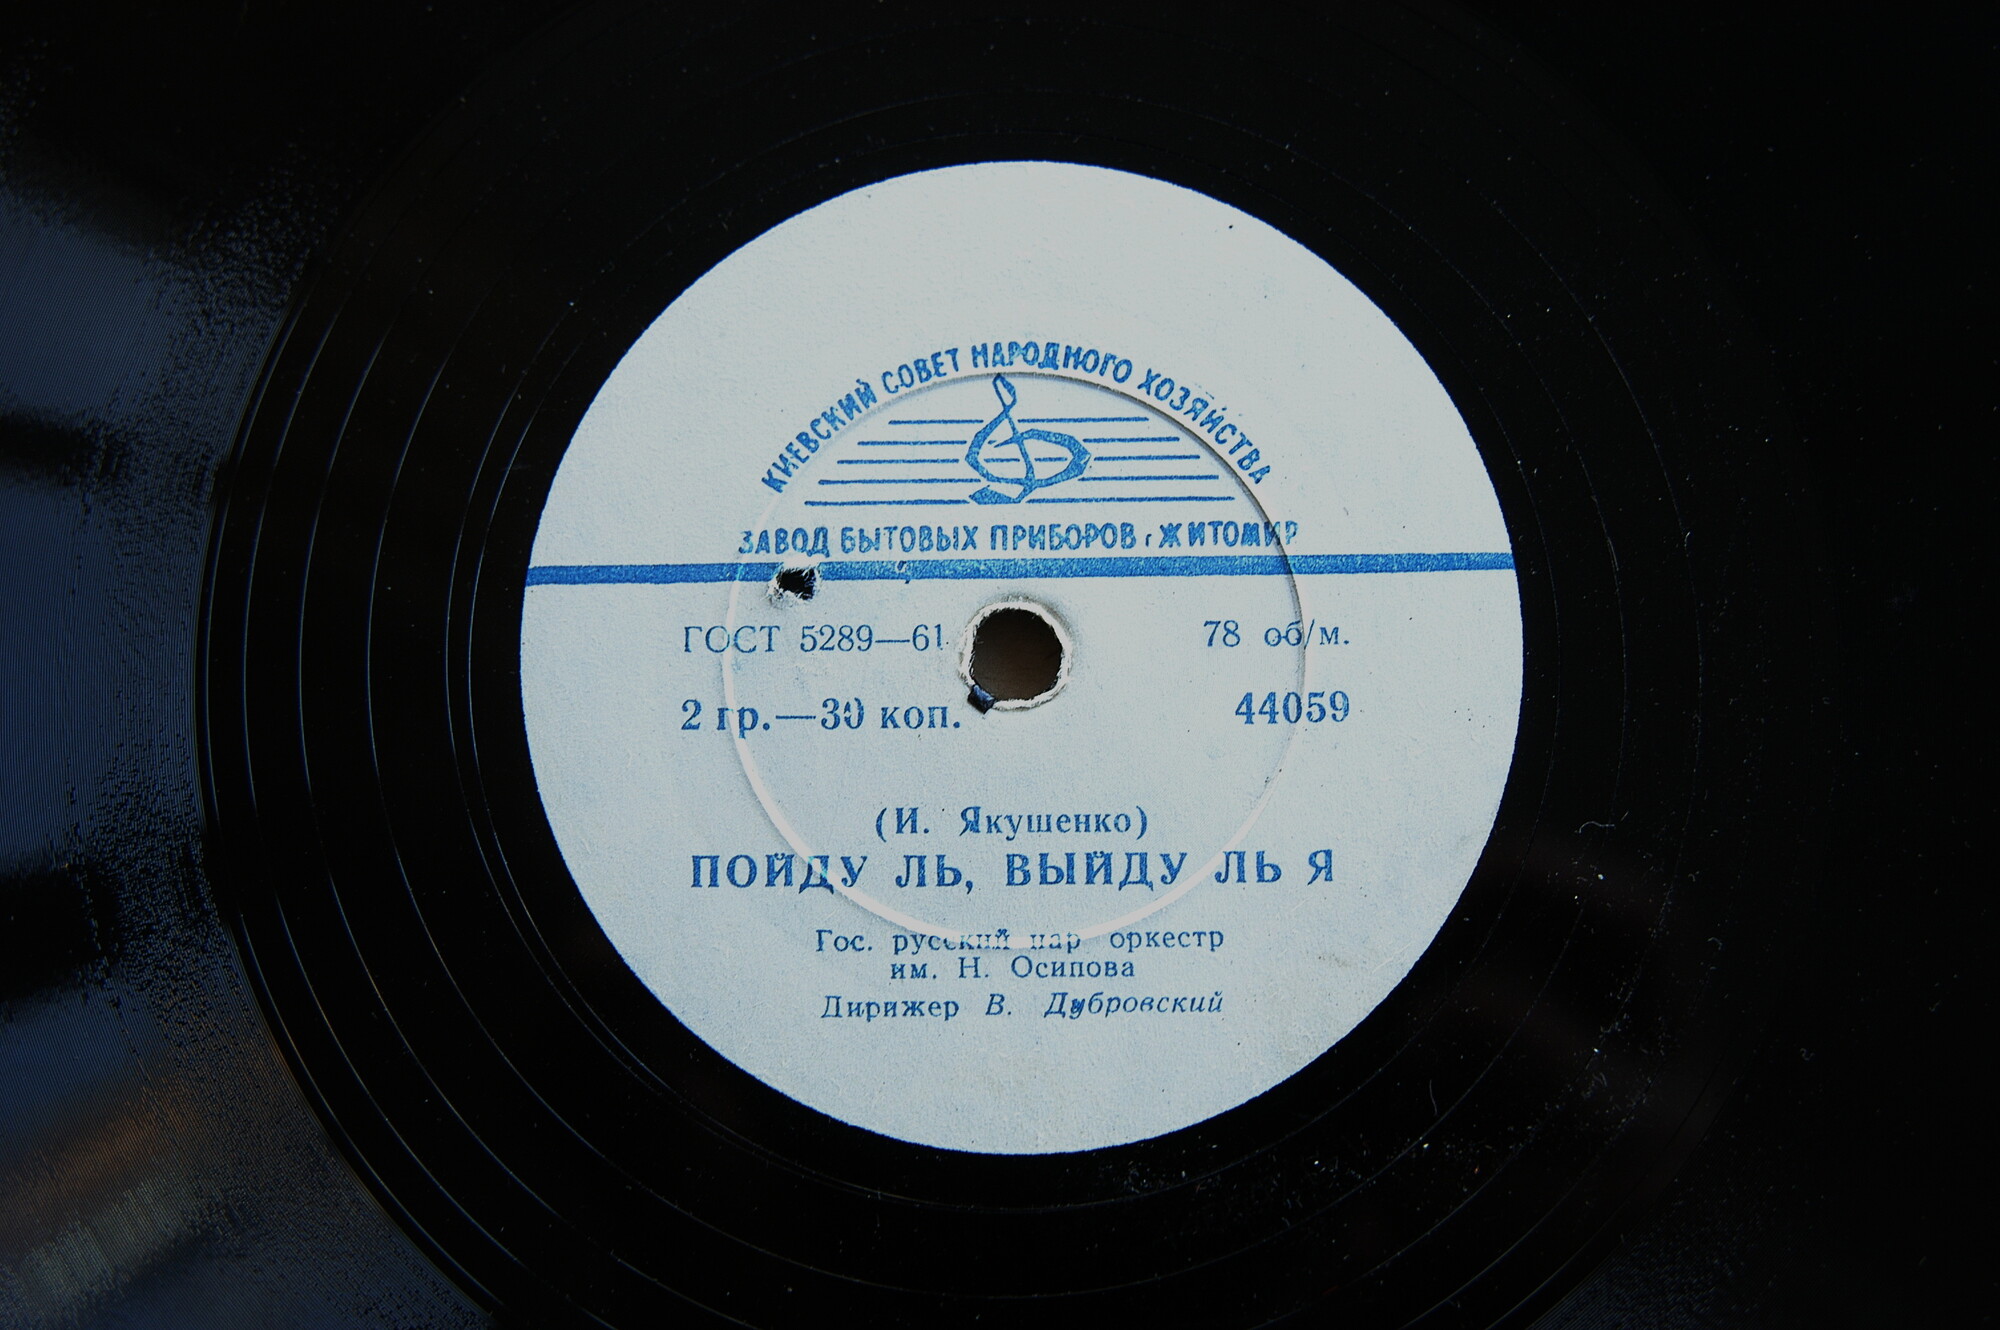 КИЕВСКИЙ СОВЕТ НАРОДНОГО ХОЗЯЙСТВА
ЗАВОД БЫТОВЫХ ПРИБОРОВ г ЖИТОМИР
ГОСТ 5289—61 78 об/м.
2 гр.—30 коп. 44059
(И. Якушенко)
ПОЙДУ ЛЬ, ВЫЙДУ ЛЬ Я
Гос. русский нар оркестр
им. Н. Осипова
Дирижер В. Дубровский